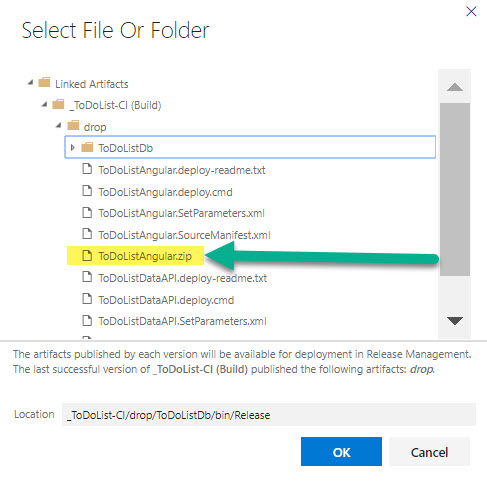 Select File Or Folder
Linked Artifacts
_ToDoList-CI (Build)
drop
ToDoListDb
ToDoListAngular.deploy-readme.txt
ToDoListAngular.deploy.cmd
ToDoListAngular.SetParameters.xml
ToDoListAngular.SourceManifest.xml
ToDoListAngular.zip
ToDoListDataAPI.deploy-readme.txt
ToDoListDataAPI.deploy.cmd
ToDoListDataAPI.SetParameters.xml
The artifacts published by each version will be available for deployment in Release Management.
The last successful version of _ToDoList-CI (Build) published the following artifacts: drop.
Location _ToDoList-CI/drop/ToDoListDb/bin/Release
OK Cancel